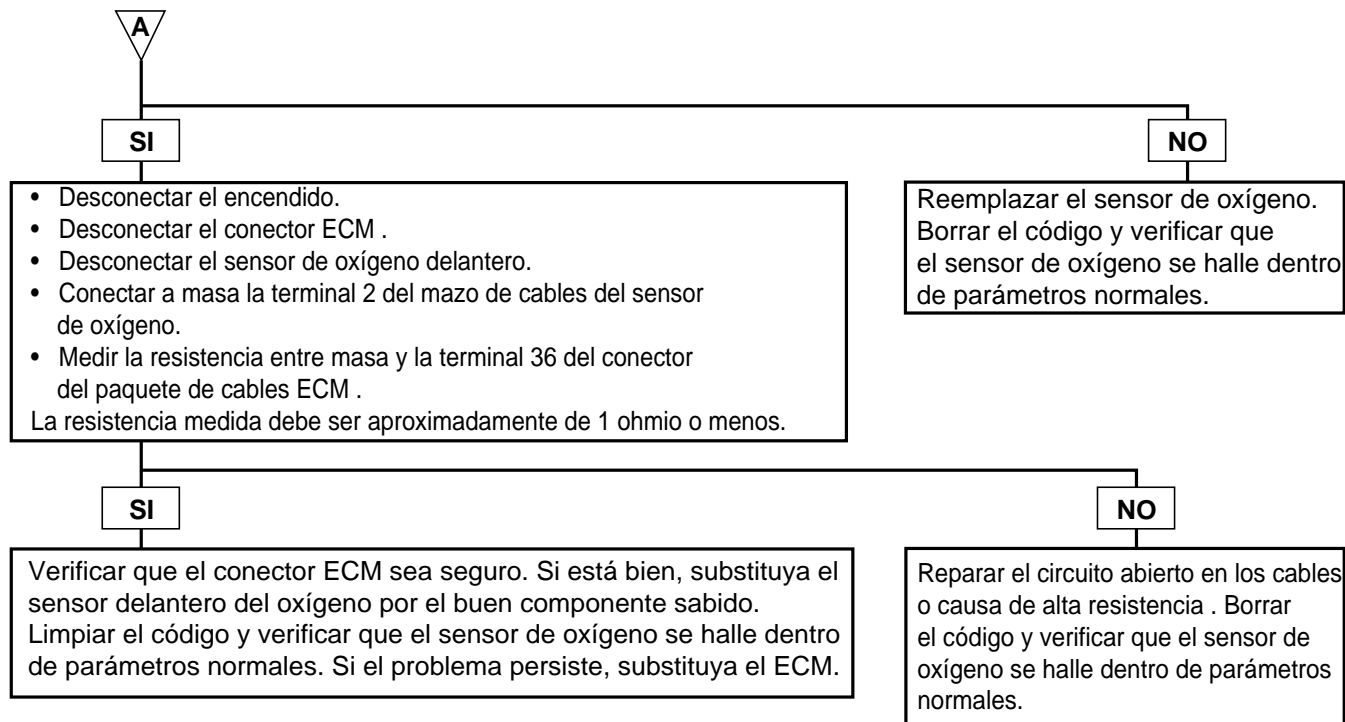 A
SI
NO
• Desconectar el encendido.
• Desconectar el conector ECM .
• Desconectar el sensor de oxígeno delantero.
• Conectar a masa la terminal 2 del mazo de cables del sensor
de oxígeno.
• Medir la resistencia entre masa y la terminal 36 del conector
del paquete de cables ECM .
La resistencia medida debe ser aproximadamente de 1 ohmio o menos.
Reemplazar el sensor de oxígeno.
Borrar el código y verificar que
el sensor de oxígeno se halle dentro
de parámetros normales.
SI
NO
Verificar que el conector ECM sea seguro. Si está bien, substituya el
sensor delantero del oxígeno por el buen componente sabido.
Limpiar el código y verificar que el sensor de oxígeno se halle dentro
de parámetros normales. Si el problema persiste, substituya el ECM.
Reparar el circuito abierto en los cables
o causa de alta resistencia . Borrar
el código y verificar que el sensor de
oxígeno se halle dentro de parámetros
normales.